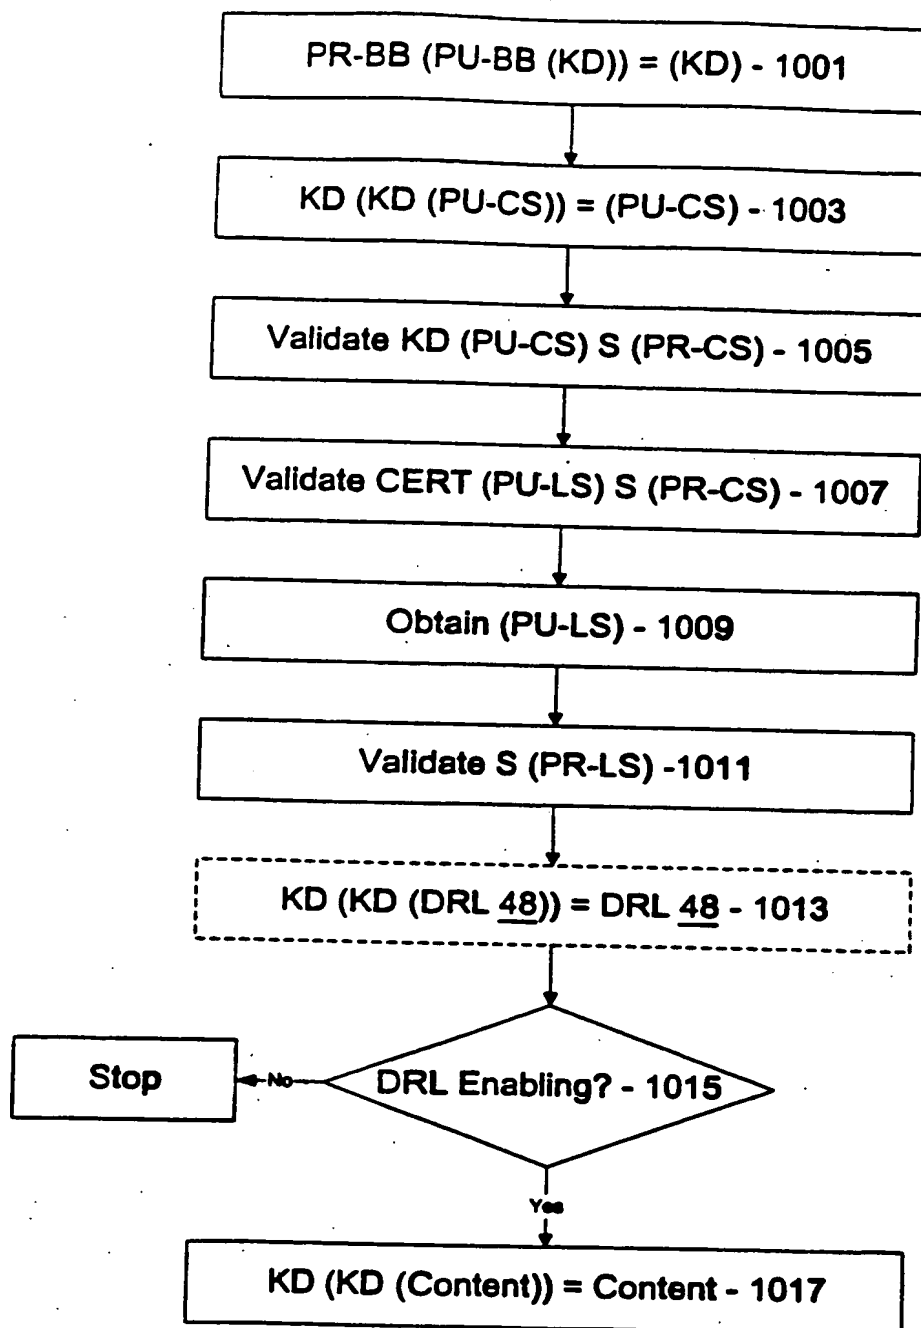 PR-BB (PU-BB (KD)) = (KD) - 1001
KD (KD (PU-CS)) = (PU-CS) - 1003
Validate KD (PU-CS) S (PR-CS) - 1005
Validate CERT (PU-LS) S (PR-CS) - 1007
Obtain (PU-LS) - 1009
Validate S (PR-LS) -1011
KD (KD (DRL 48)) = DRL 48 - 1013
DRL Enabling? - 1015
No
Stop
Yes
KD (KD (Content)) = Content - 1017